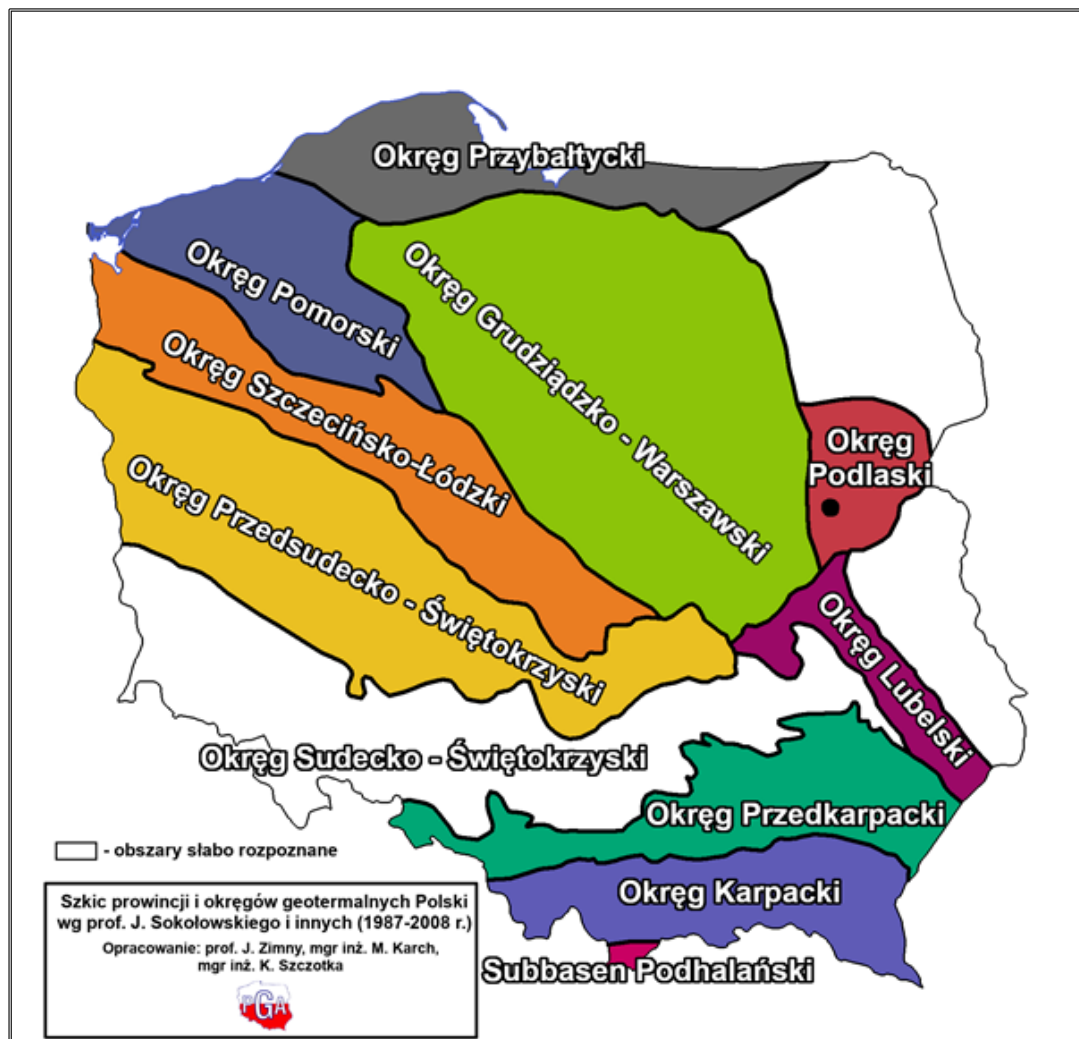 Okręg Przybałtycki
Okręg Pomorski
Okręg Grudziądzko - Warszawski
Okręg Szczecińsko-Łódzki
Okręg
Podlaski
Okręg Przedsudecko - Świętokrzyski
Okręg Lubelski
Okręg Sudecko - Świętokrzyski
Okręg Przedkarpacki
- obszary słabo rozpoznane
Okręg Karpacki
Subbasen Podhalański
Szkic prowincji i okręgów geotermalnych Polski
wg prof. J. Sokołowskiego i innych (1987-2008 r.)
Opracowanie: prof. J. Zimny, mgr inż. M. Karch,
mgr inż. K. Szczotka
PGA